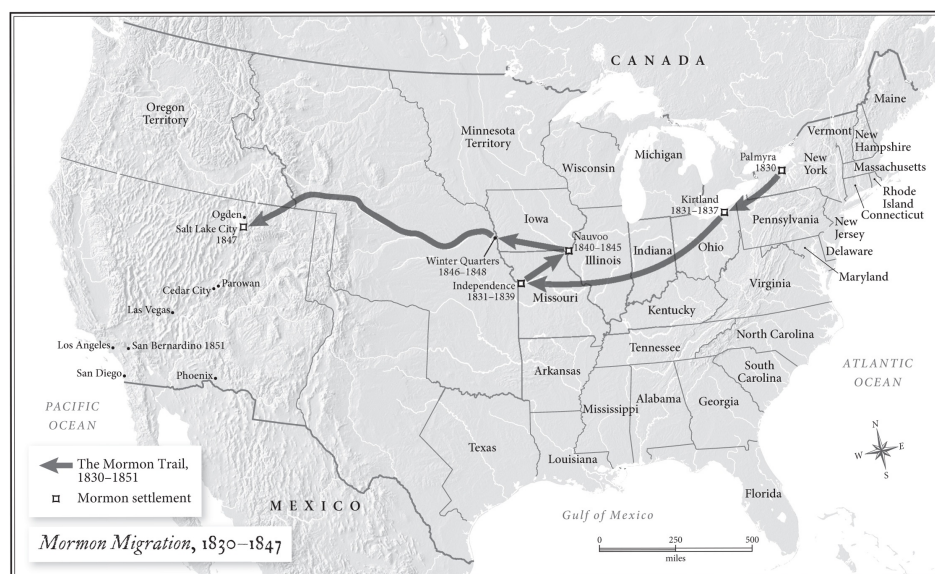 CANADA
Oregon
Territory
Minnesota
Territory
Wisconsin
Michigan
Maine
Vermont
New
Hampshire
Palmyra
1830
New
York
Massachusetts
Rhode
Island
Connecticut
Kirtland
1831–1837
Pennsylvania
New
Jersey
Delaware
Maryland
Ogden
Salt Lake City
1847
Iowa
Nauvoo
1840–1845
Illinois
Indiana
Ohio
Winter Quarters
1846–1848
Independence
1831–1839
Missouri
Virginia
Kentucky
Parowan
Cedar City
Las Vegas
Los Angeles
San Bernardino 1851
San Diego
Phoenix
Tennessee
North Carolina
Arkansas
South
Carolina
Mississippi
Alabama
Georgia
ATLANTIC
OCEAN
PACIFIC
OCEAN
Texas
Louisiana
Florida
N
W
E
S
The Mormon Trail,
1830–1851
Mormon settlement
MEXICO
Gulf of Mexico
Mormon Migration, 1830–1847
0 250 500
miles